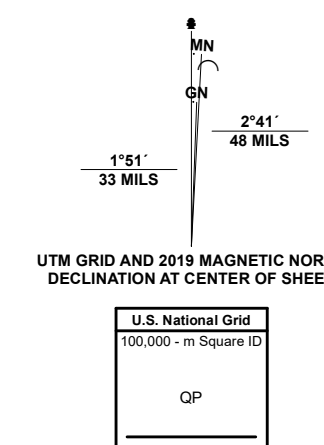 MN
GN
2°41´
48 MILS
1°51´
33 MILS
UTM GRID AND 2019 MAGNETIC NOR
DECLINATION AT CENTER OF SHEE
U.S. National Grid
100,000 - m Square ID
QP